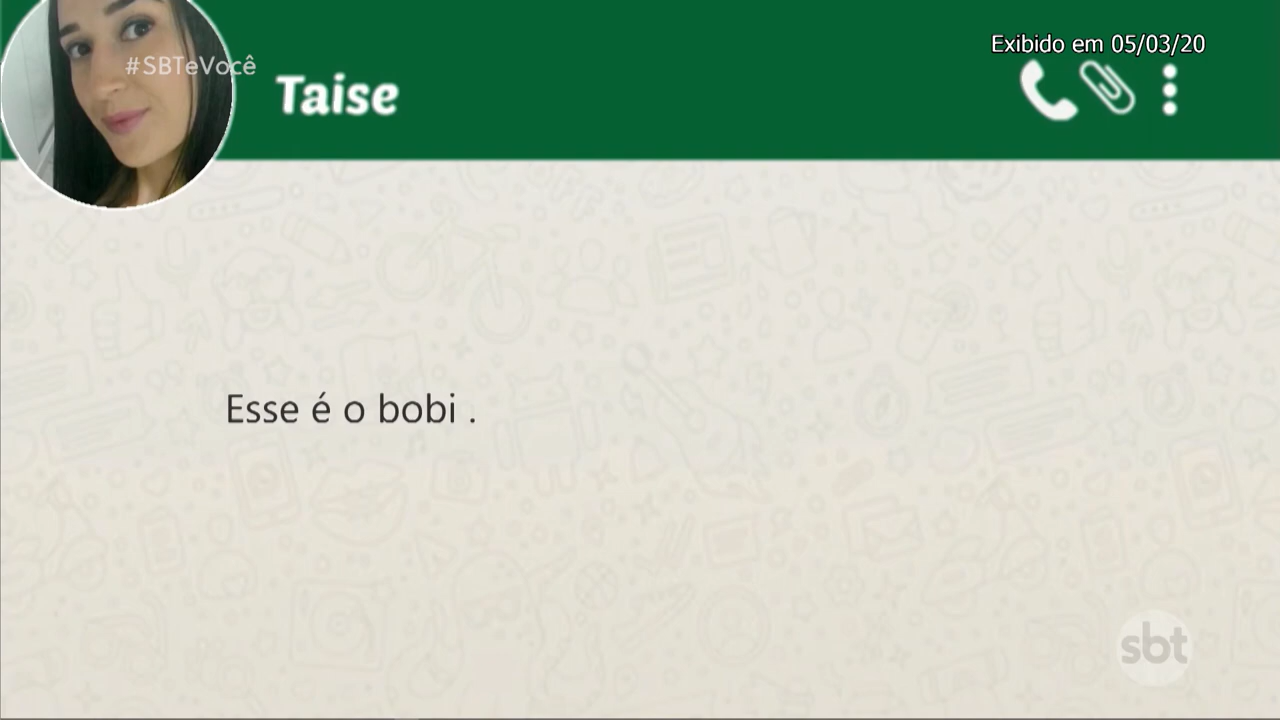 Exibido em 05/03/20
#SBTeVocê
Taise
Esse é o bobi .
sbt